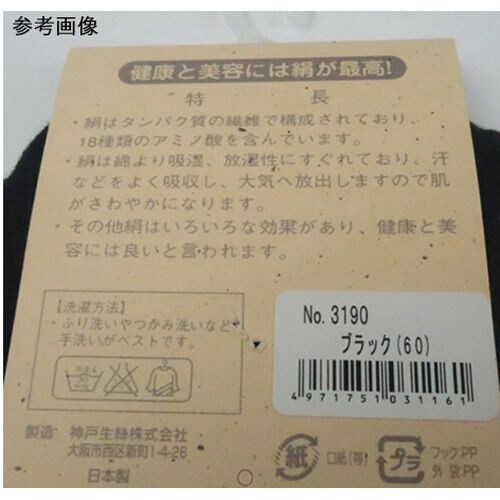 参考画像
健康と美容には絹が最高!
特 長
・絹はタンパク質の繊維で構成されており、
18種類のアミノ酸を含んでいます。
・絹は綿より吸湿、放湿性にすぐれており、汗
などをよく吸収し、大気へ放出しますので肌
がさわやかになります。
・その他絹はいろいろな効果があり、健康と美
容には良いと言われます。
【洗濯方法】
・ふり洗いやつかみ洗いなど
手洗いがベストです。
No.3190
ブラック(60)
4971751031161
製造 神戸生絲株式会社
大阪市西区新町1-4-26
日本製
紙
口紙(帯)
プラ
フック:PP
外袋:PP